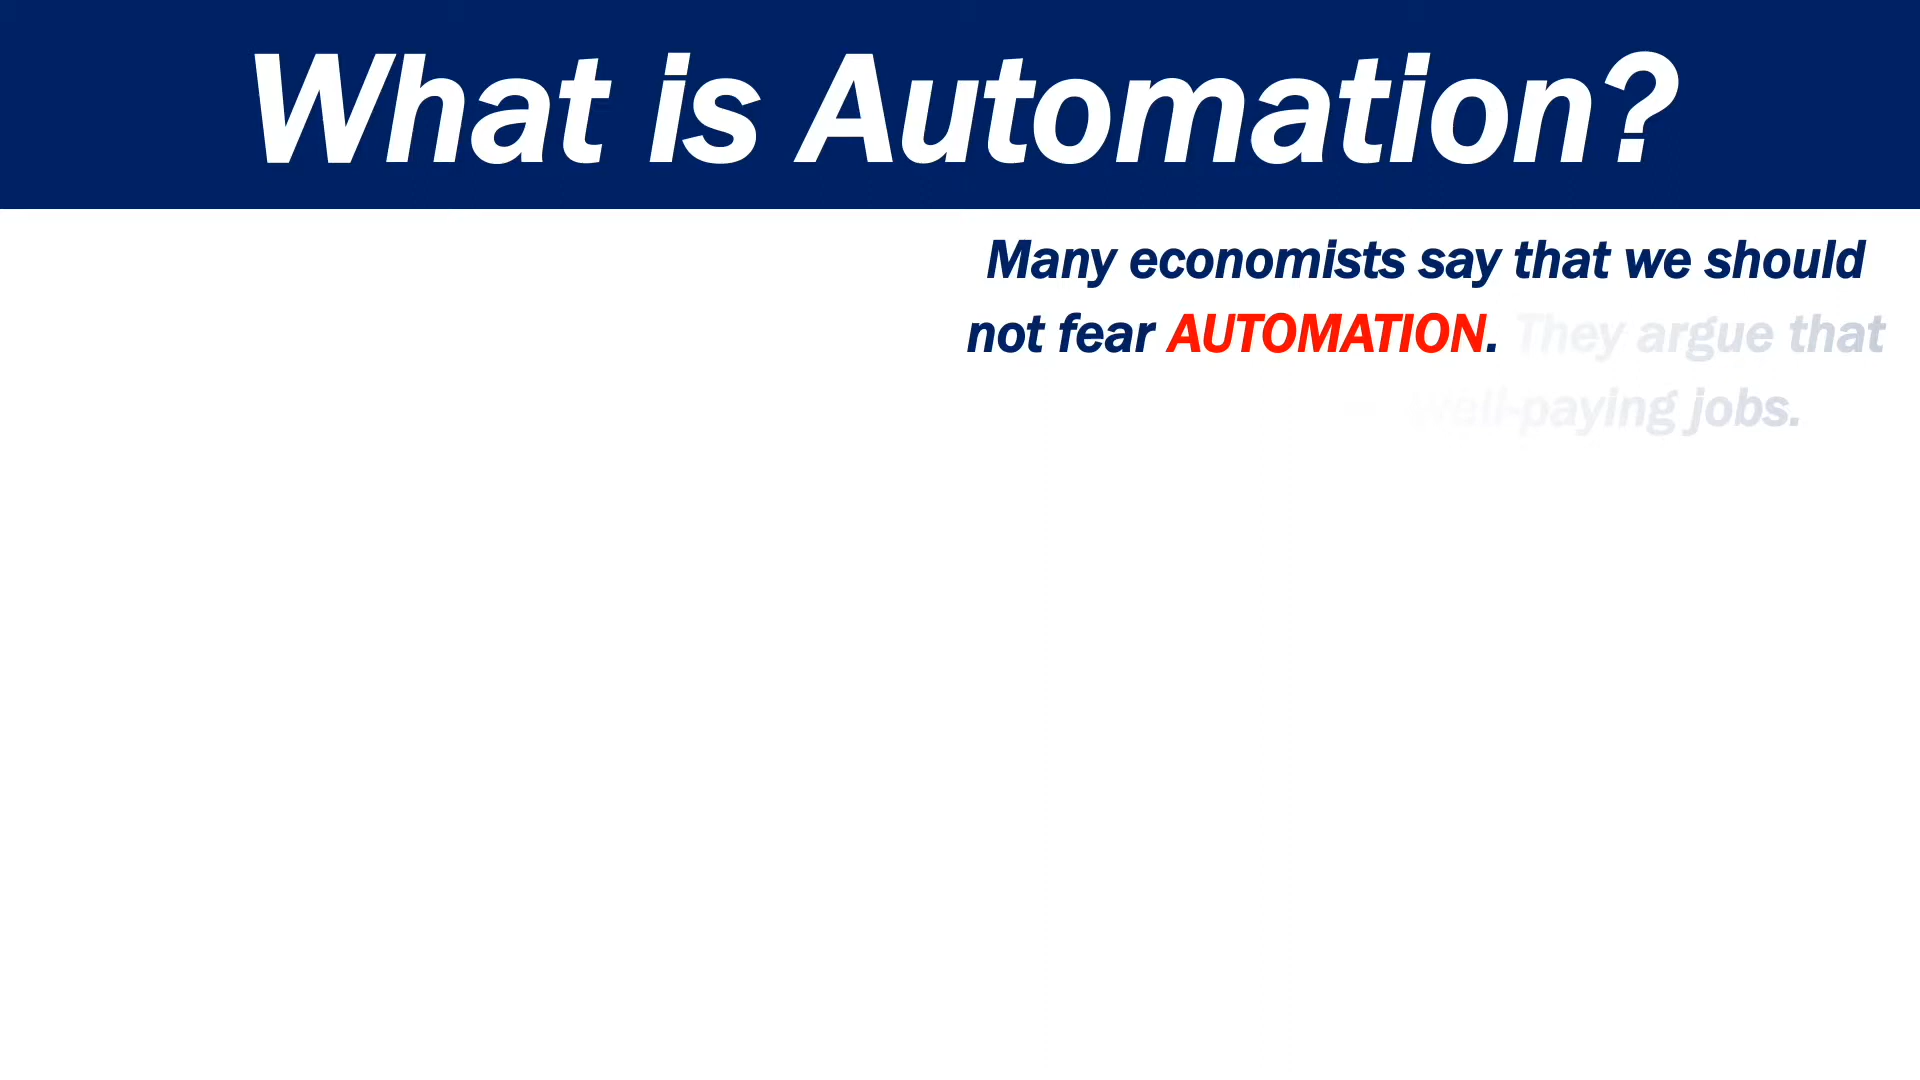 What is Automation?
Many economists say that we should
not fear AUTOMATION. They argue that
well-paying jobs.